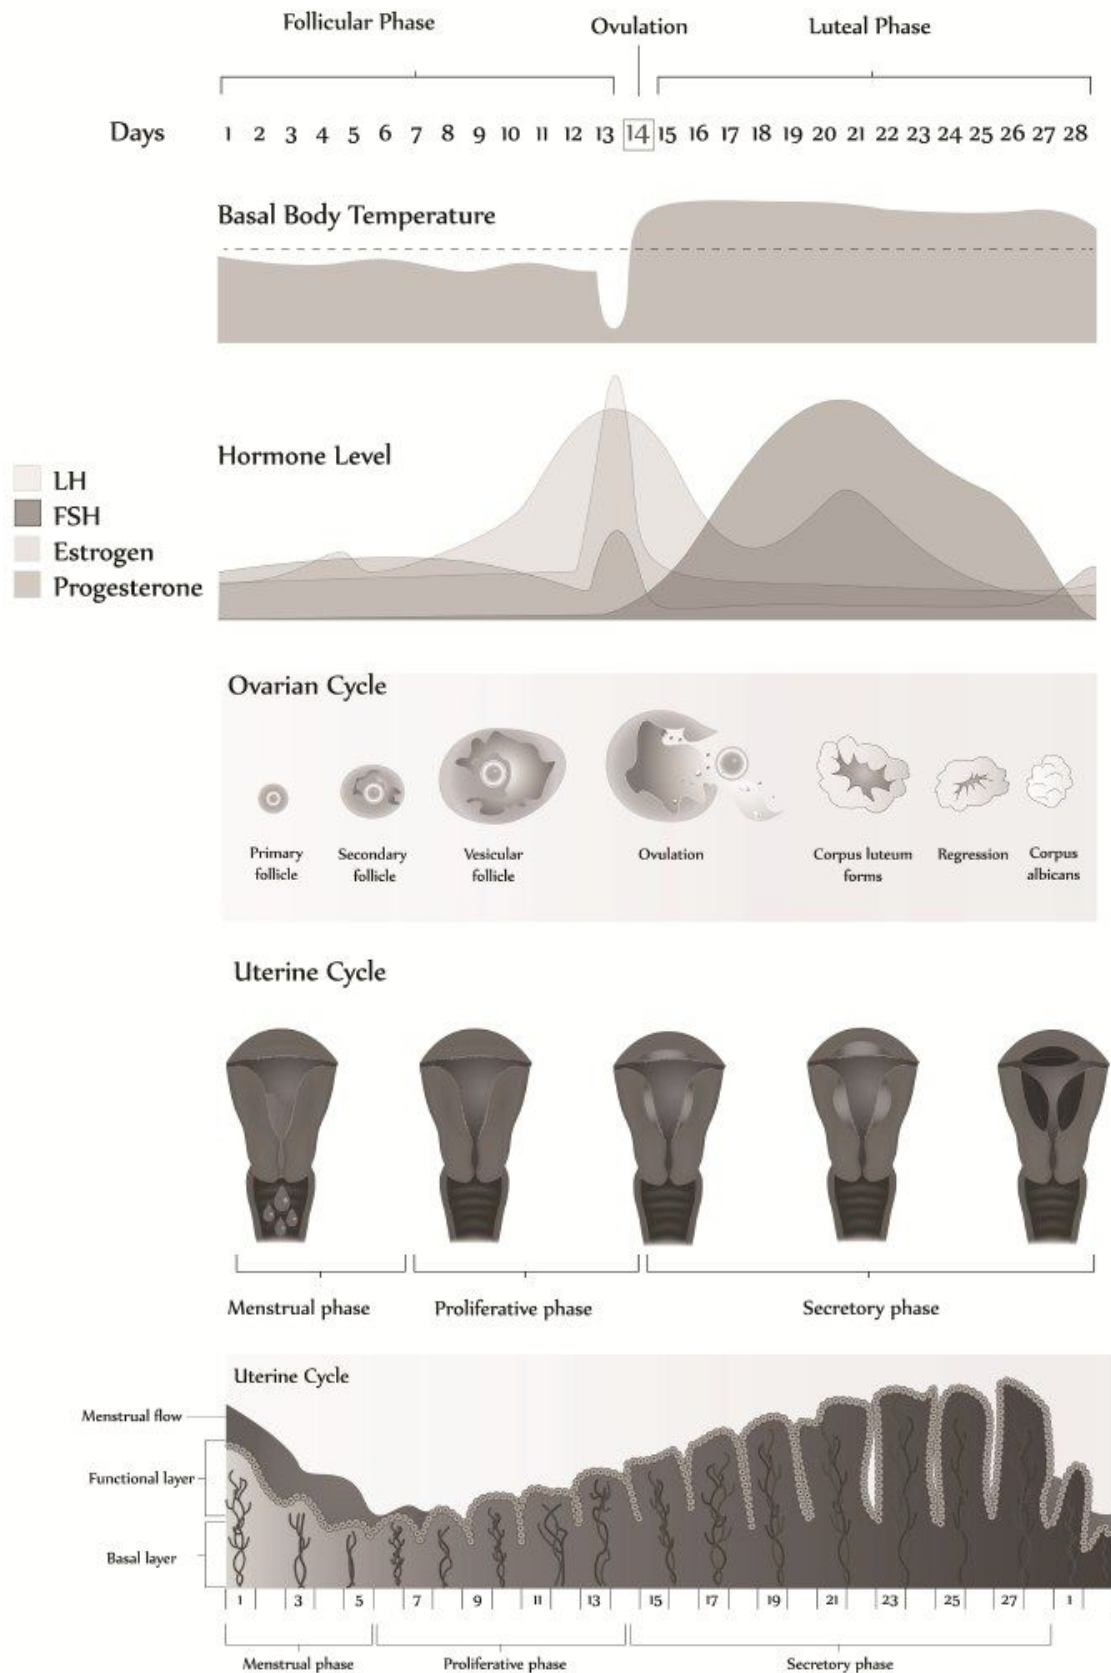 Follicular Phase
Ovulation
Luteal Phase
Days 1 2 3 4 5 6 7 8 9 10 11 12 13 14 15 16 17 18 19 20 21 22 23 24 25 26 27 28
Basal Body Temperature
Hormone Level
LH
FSH
Estrogen
Progesterone
Ovarian Cycle
Primary
follicle
Secondary
follicle
Vesicular
follicle
Ovulation
Corpus luteum
forms
Regression
Corpus
albicans
Uterine Cycle
Menstrual phase
Proliferative phase
Secretory phase
Uterine Cycle
Menstrual flow
Functional layer
Basal layer
1 3 5 7 9 11 13 15 17 19 21 23 25 27 1
Menstrual phase
Proliferative phase
Secretory phase